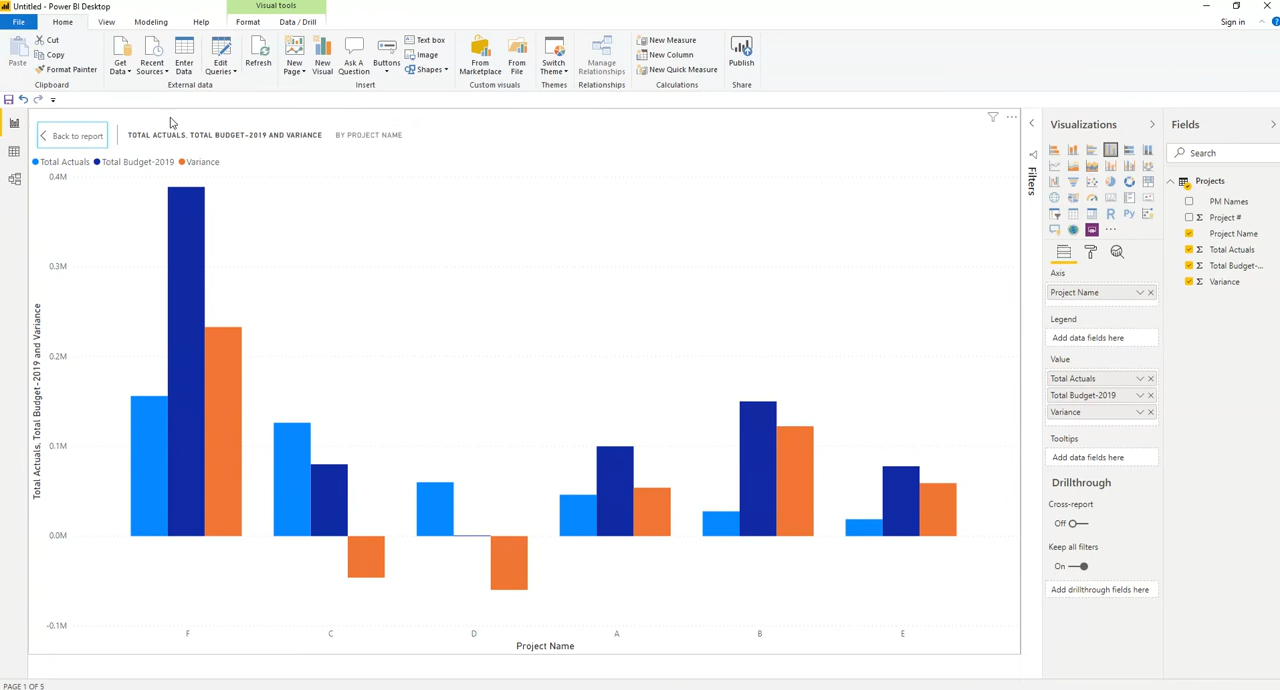 Untitled - Power BI Desktop
Visual tools
File Home View Modeling Help Format Data / Drill
Sign in
Paste
Cut
Copy
Format Painter
Clipboard
Get Data
Recent Sources
Enter Data
Edit Queries
Refresh
External data
New Page
New Visual
Ask A Question
Buttons
Text box
Image
Shapes
Insert
From Marketplace
From File
Custom visuals
Switch Theme
Themes
Manage Relationships
Relationships
New Measure
New Column
New Quick Measure
Calculations
Publish
Share
Back to report
TOTAL ACTUALS, TOTAL BUDGET-2019 AND VARIANCE BY PROJECT NAME
Total Actuals Total Budget-2019 Variance
0.4M
0.3M
0.2M
0.1M
0.0M
-0.1M
Total Actuals, Total Budget-2019 and Variance
F C D A B E
Project Name
Filters
Visualizations
R Py
Axis
Project Name
Legend
Add data fields here
Value
Total Actuals
Total Budget-2019
Variance
Tooltips
Add data fields here
Drillthrough
Cross-report
Off
Keep all filters
On
Add drillthrough fields here
Fields
Search
Projects
PM Names
Project #
Project Name
Total Actuals
Total Budget-...
Variance
PAGE 1 OF 5